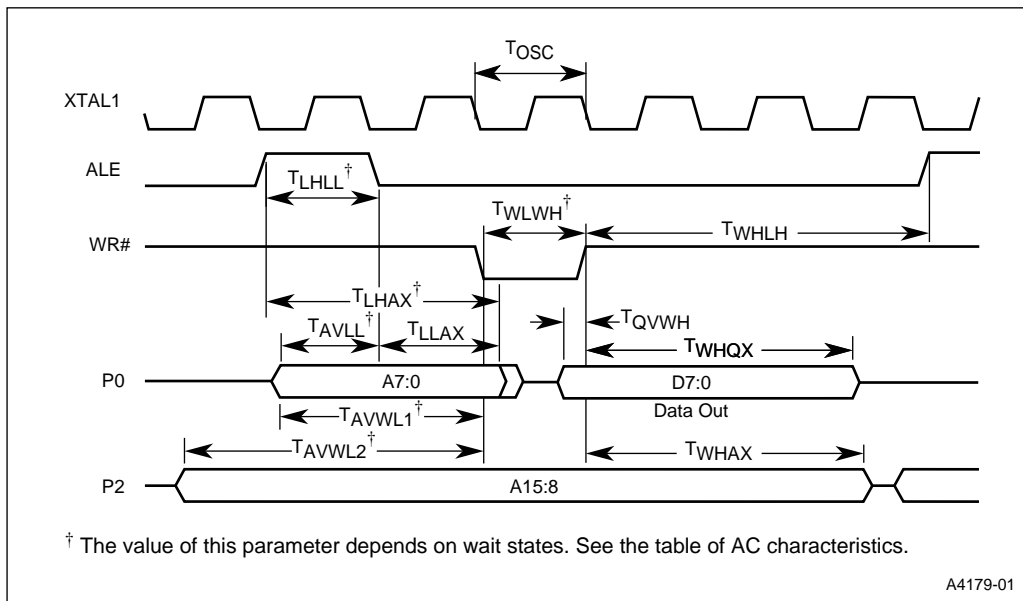 TOSC
XTAL1
ALE
TLHLL†
TWLWH†
TWHLH
WR#
TLHAX†
TAVLL†
TLLAX
TQVWH
TWHQX
P0
A7:0
D7:0
Data Out
TAVWL1†
TAVWL2†
TWHAX
P2
A15:8
† The value of this parameter depends on wait states. See the table of AC characteristics.
A4179-01